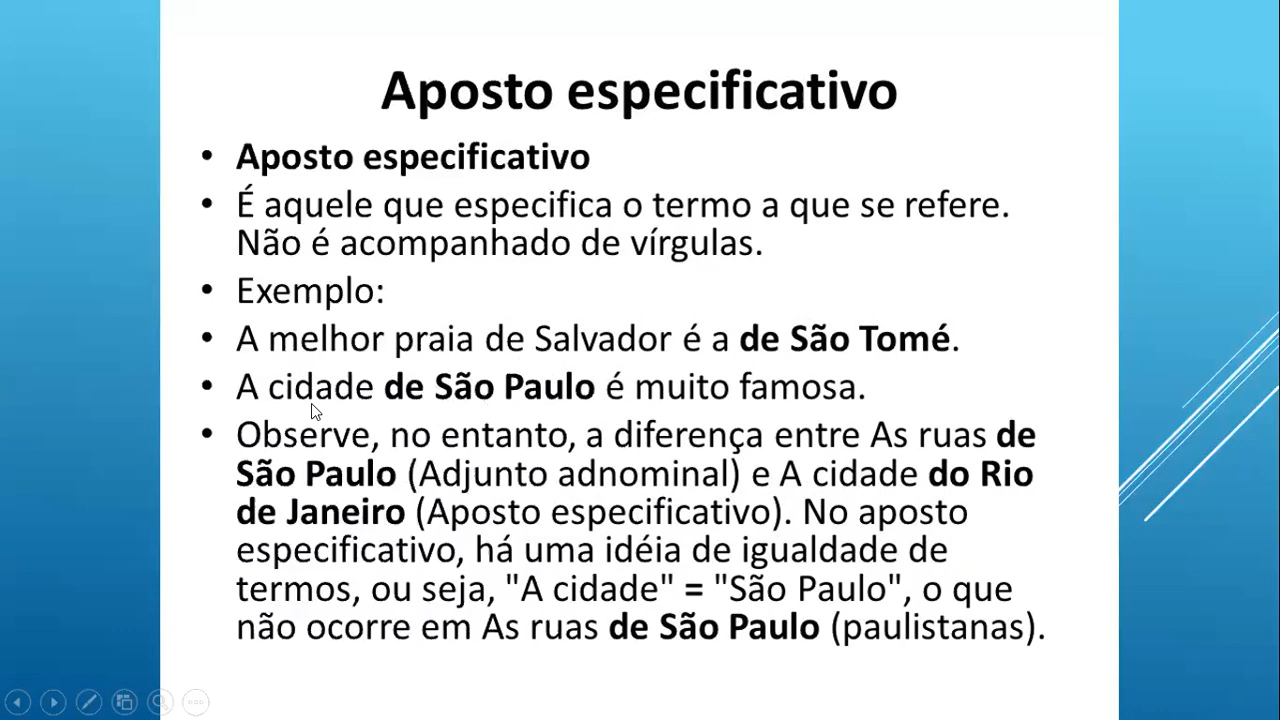 Aposto especificativo
• Aposto especificativo
• É aquele que especifica o termo a que se refere.
Não é acompanhado de vírgulas.
• Exemplo:
• A melhor praia de Salvador é a de São Tomé.
• A cidade de São Paulo é muito famosa.
• Observe, no entanto, a diferença entre As ruas de
São Paulo (Adjunto adnominal) e A cidade do Rio
de Janeiro (Aposto especificativo). No aposto
especificativo, há uma idéia de igualdade de
termos, ou seja, "A cidade" = "São Paulo", o que
não ocorre em As ruas de São Paulo (paulistanas).